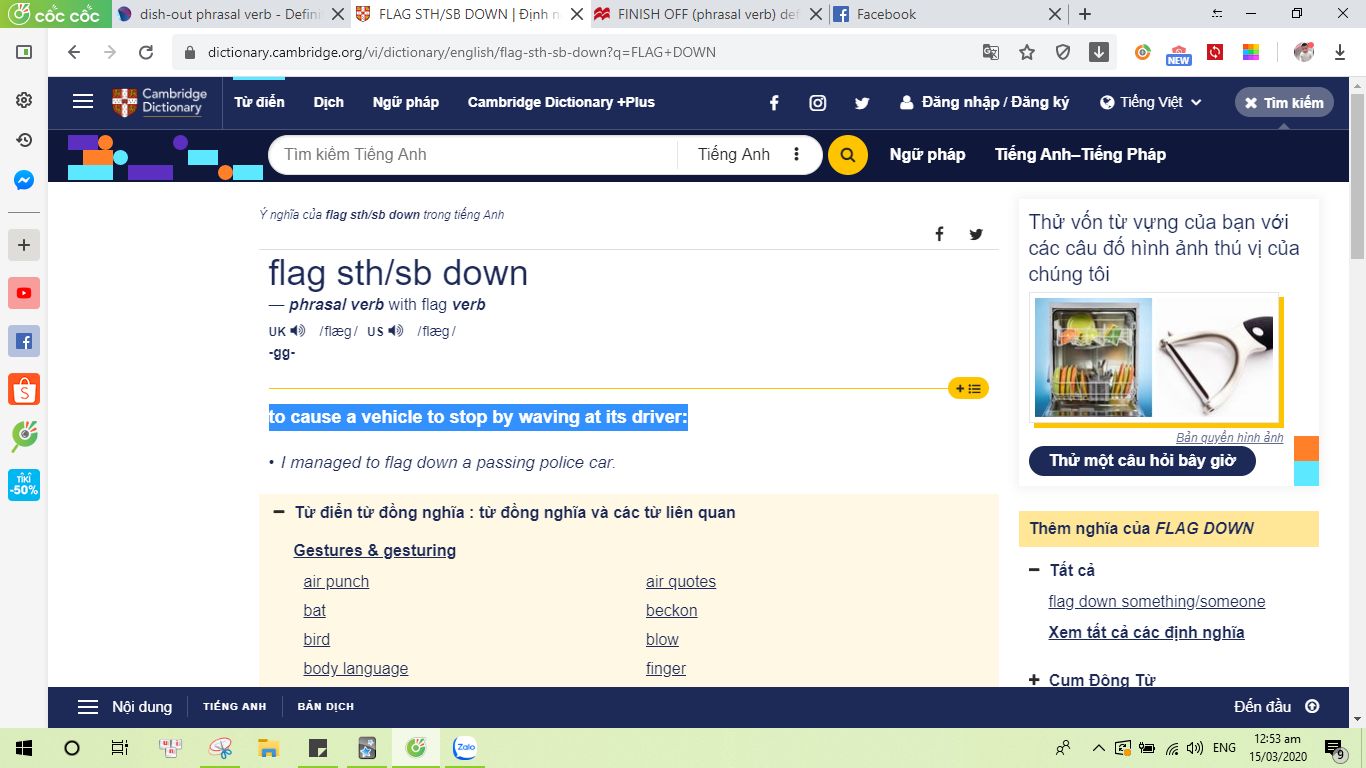 cốc cốc
dish-out phrasal verb - Defini
FLAG STH/SB DOWN | Định n
FINISH OFF (phrasal verb) def
Facebook
dictionary.cambridge.org/vi/dictionary/english/flag-sth-sb-down?q=FLAG+DOWN
NEW
Cambridge
Dictionary
Từ điển
Dịch
Ngữ pháp
Cambridge Dictionary +Plus
Đăng nhập / Đăng ký
Tiếng Việt
Tìm kiếm
Tìm kiếm Tiếng Anh
Tiếng Anh
Ngữ pháp
Tiếng Anh–Tiếng Pháp
Ý nghĩa của flag sth/sb down trong tiếng Anh
flag sth/sb down
— phrasal verb with flag verb
UK /flæg/ US /flæg/
-gg-
to cause a vehicle to stop by waving at its driver:
• I managed to flag down a passing police car.
Từ điển từ đồng nghĩa : từ đồng nghĩa và các từ liên quan
Gestures & gesturing
air punch
air quotes
bat
beckon
bird
blow
body language
finger
Thử vốn từ vựng của bạn với
các câu đố hình ảnh thú vị của
chúng tôi
Bản quyền hình ảnh
Thử một câu hỏi bây giờ
Thêm nghĩa của FLAG DOWN
Tất cả
flag down something/someone
Xem tất cả các định nghĩa
Cụm Động Từ
TIKI
-50%
Nội dung
TIẾNG ANH
BẢN DỊCH
Đến đầu
Zalo
ENG
12:53 am
15/03/2020
9